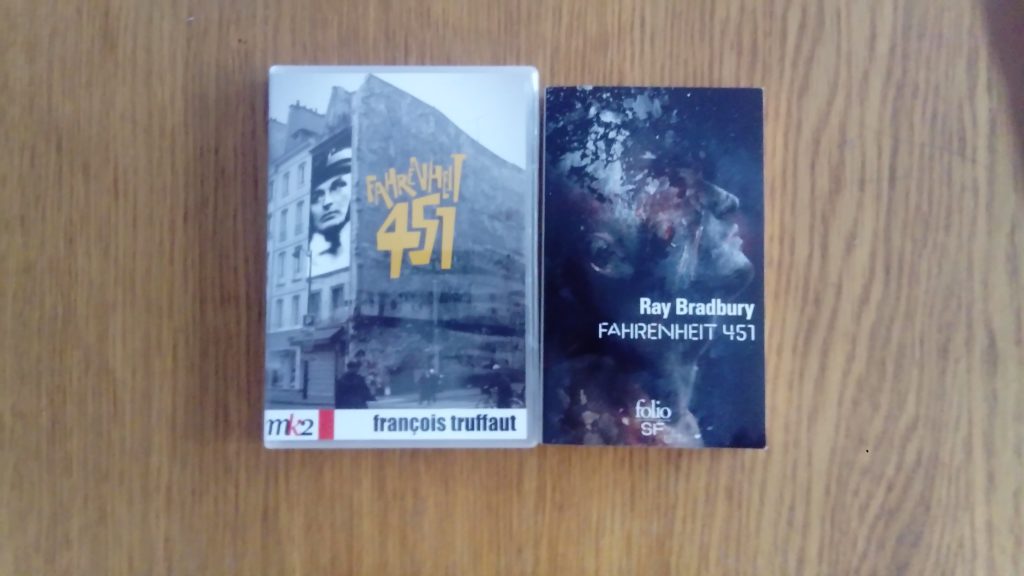 FAHRENHEIT
451
mk2
françois truffaut
Ray Bradbury
FAHRENHEIT 451
folio
SF